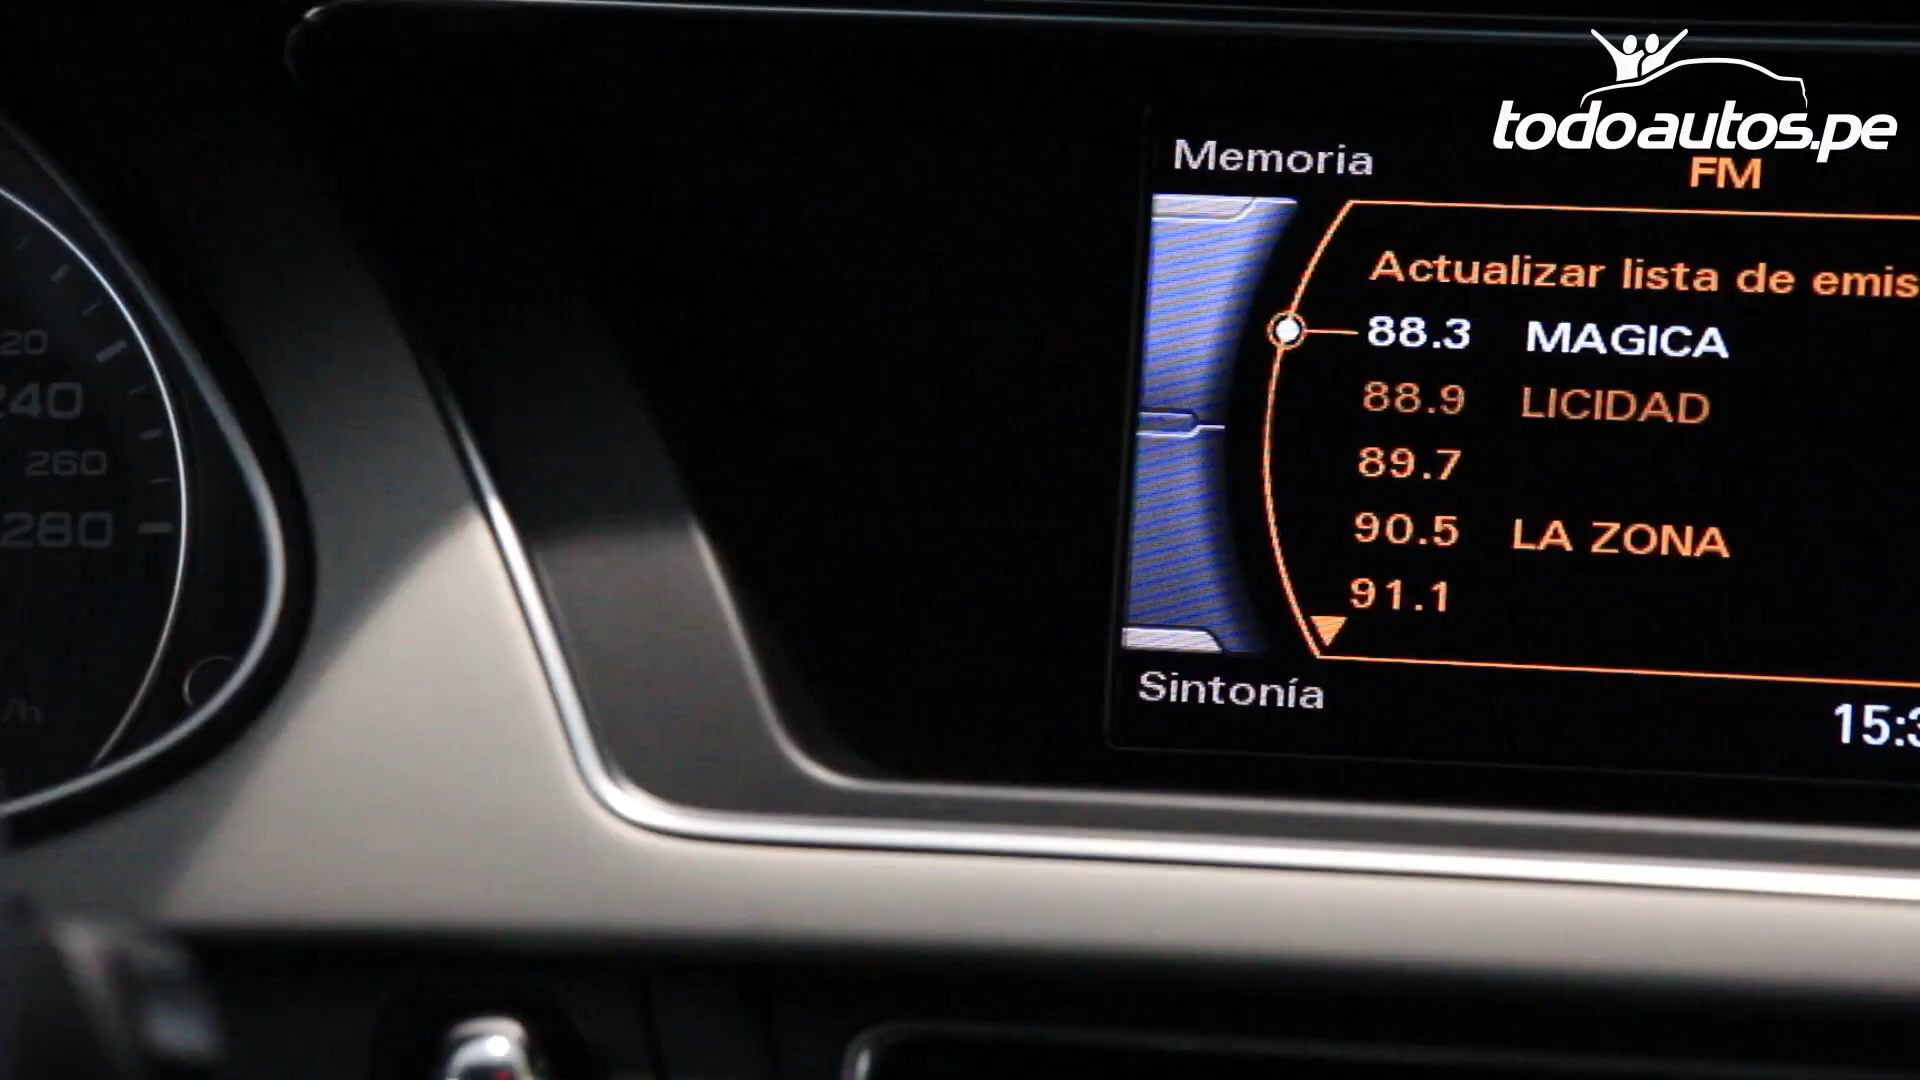 todoautos.pe
Memoria
FM
Actualizar lista de emis
88.3 MAGICA
88.9 LICIDAD
89.7
90.5 LA ZONA
91.1
Sintonía
15:3
20
240
260
280
/h